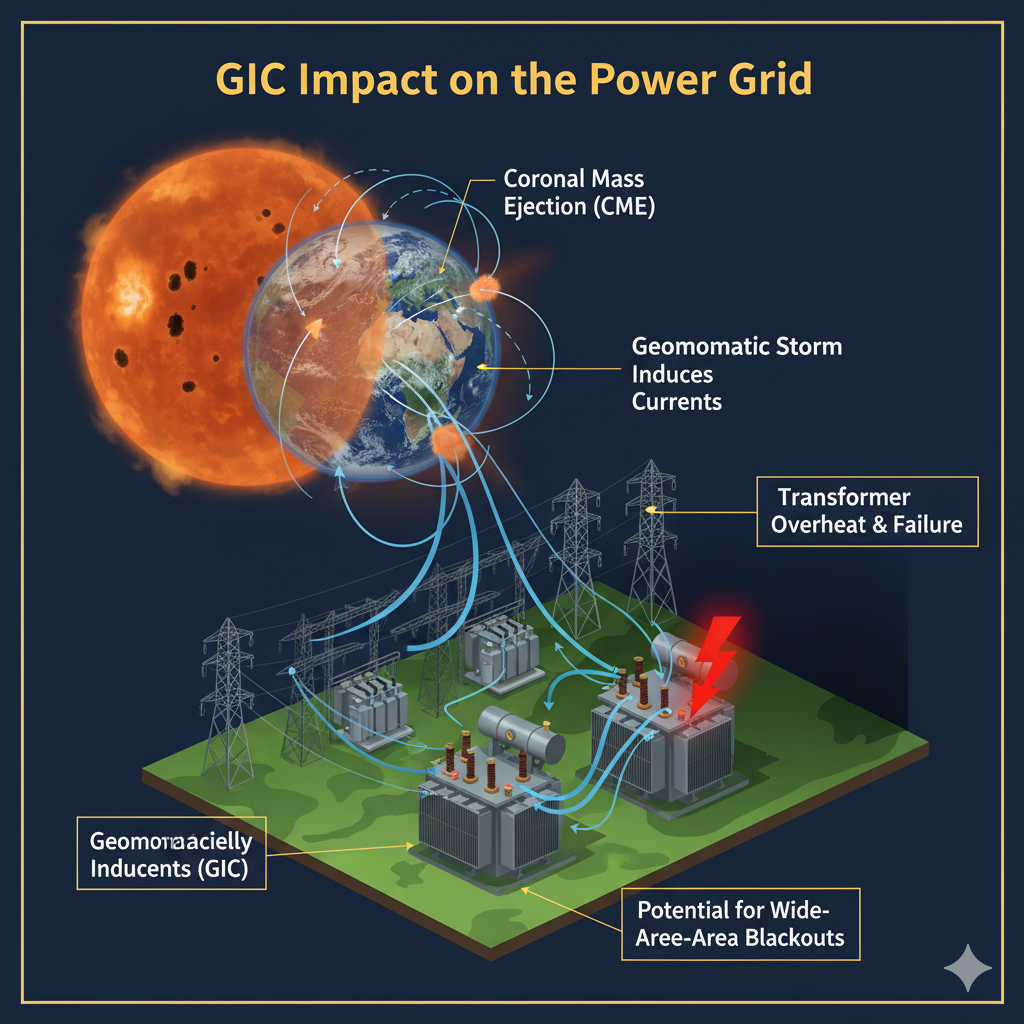 GIC Impact on the Power Grid
Coronal Mass
Ejection (CME)
Geomomatic Storm
Induces
Currents
Transformer
Overheat & Failure
Inducents (GIC)
Potential for Wide-
Aree-Area Blackouts